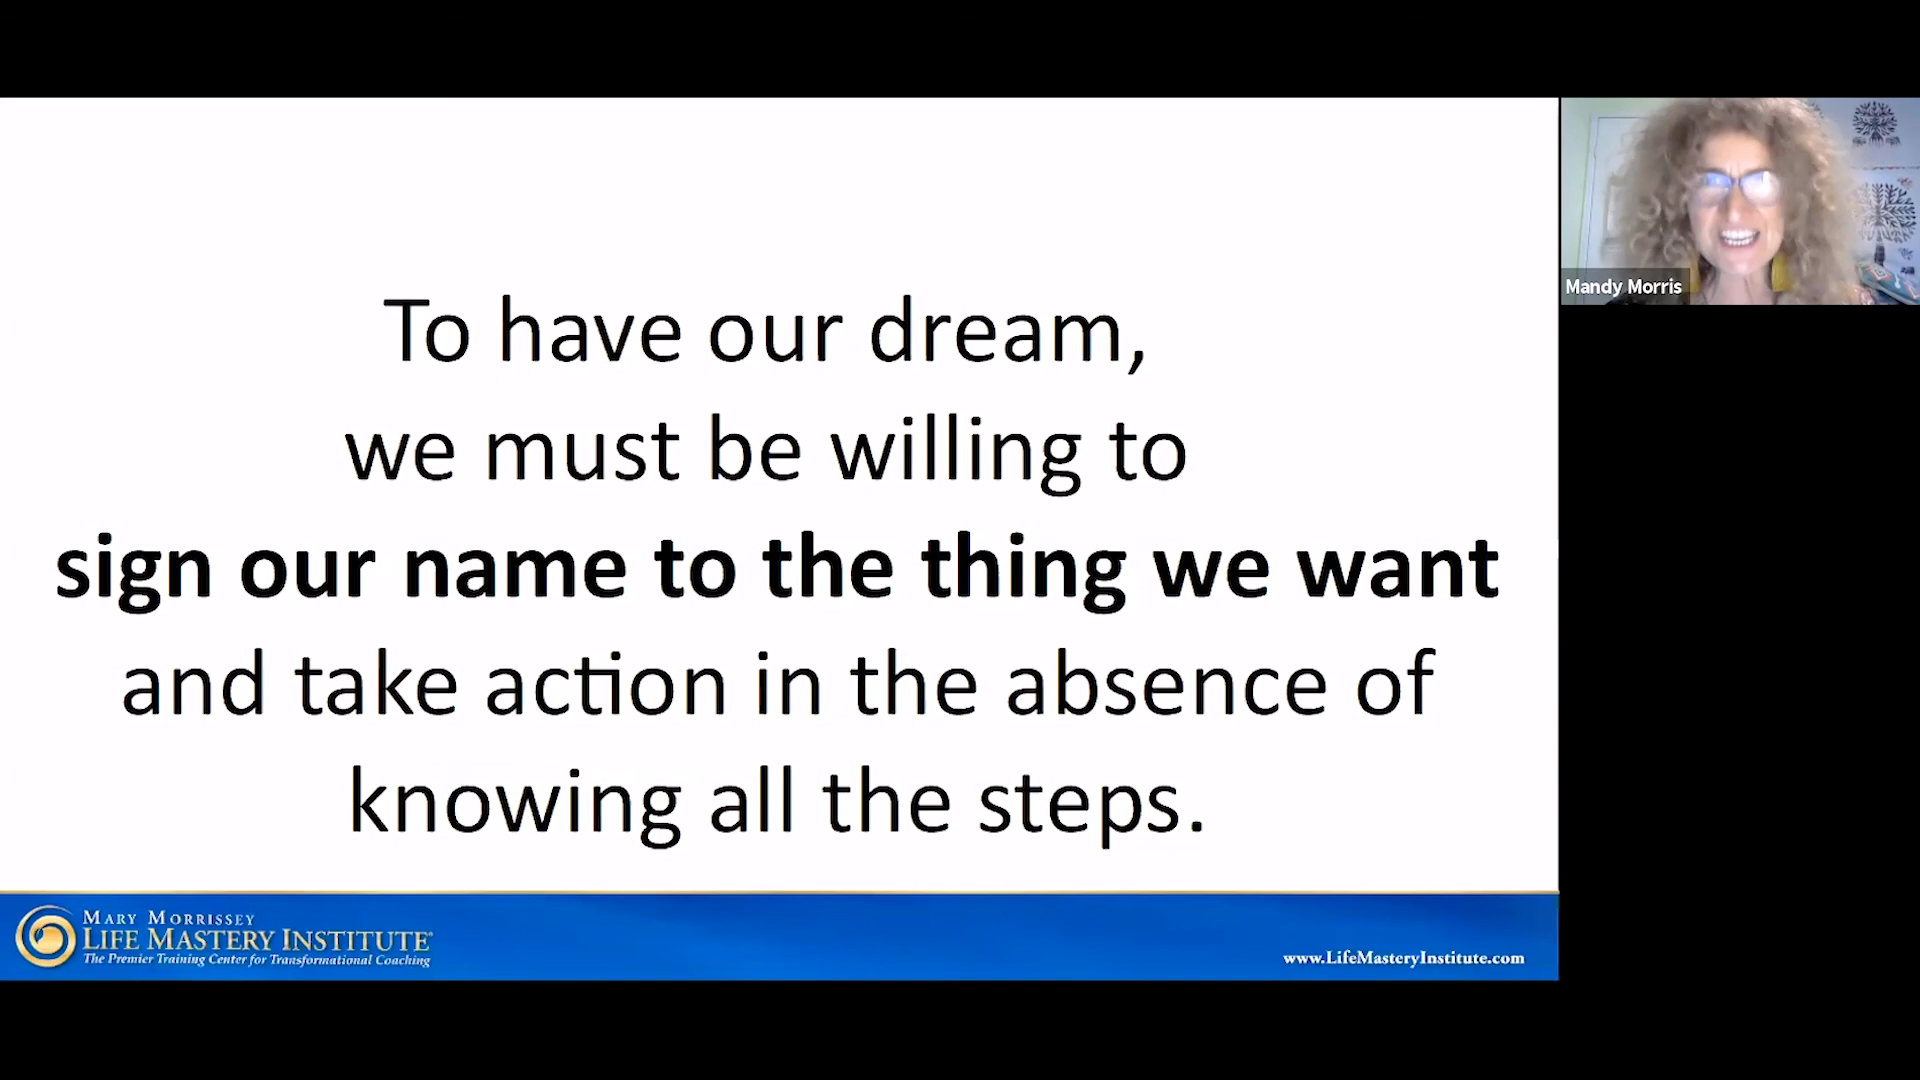 To have our dream,
we must be willing to
sign our name to the thing we want
and take action in the absence of
knowing all the steps.
Mandy Morris
MARY MORRISSEY
LIFE MASTERY INSTITUTE®
The Premier Training Center for Transformational Coaching
www.LifeMasteryInstitute.com